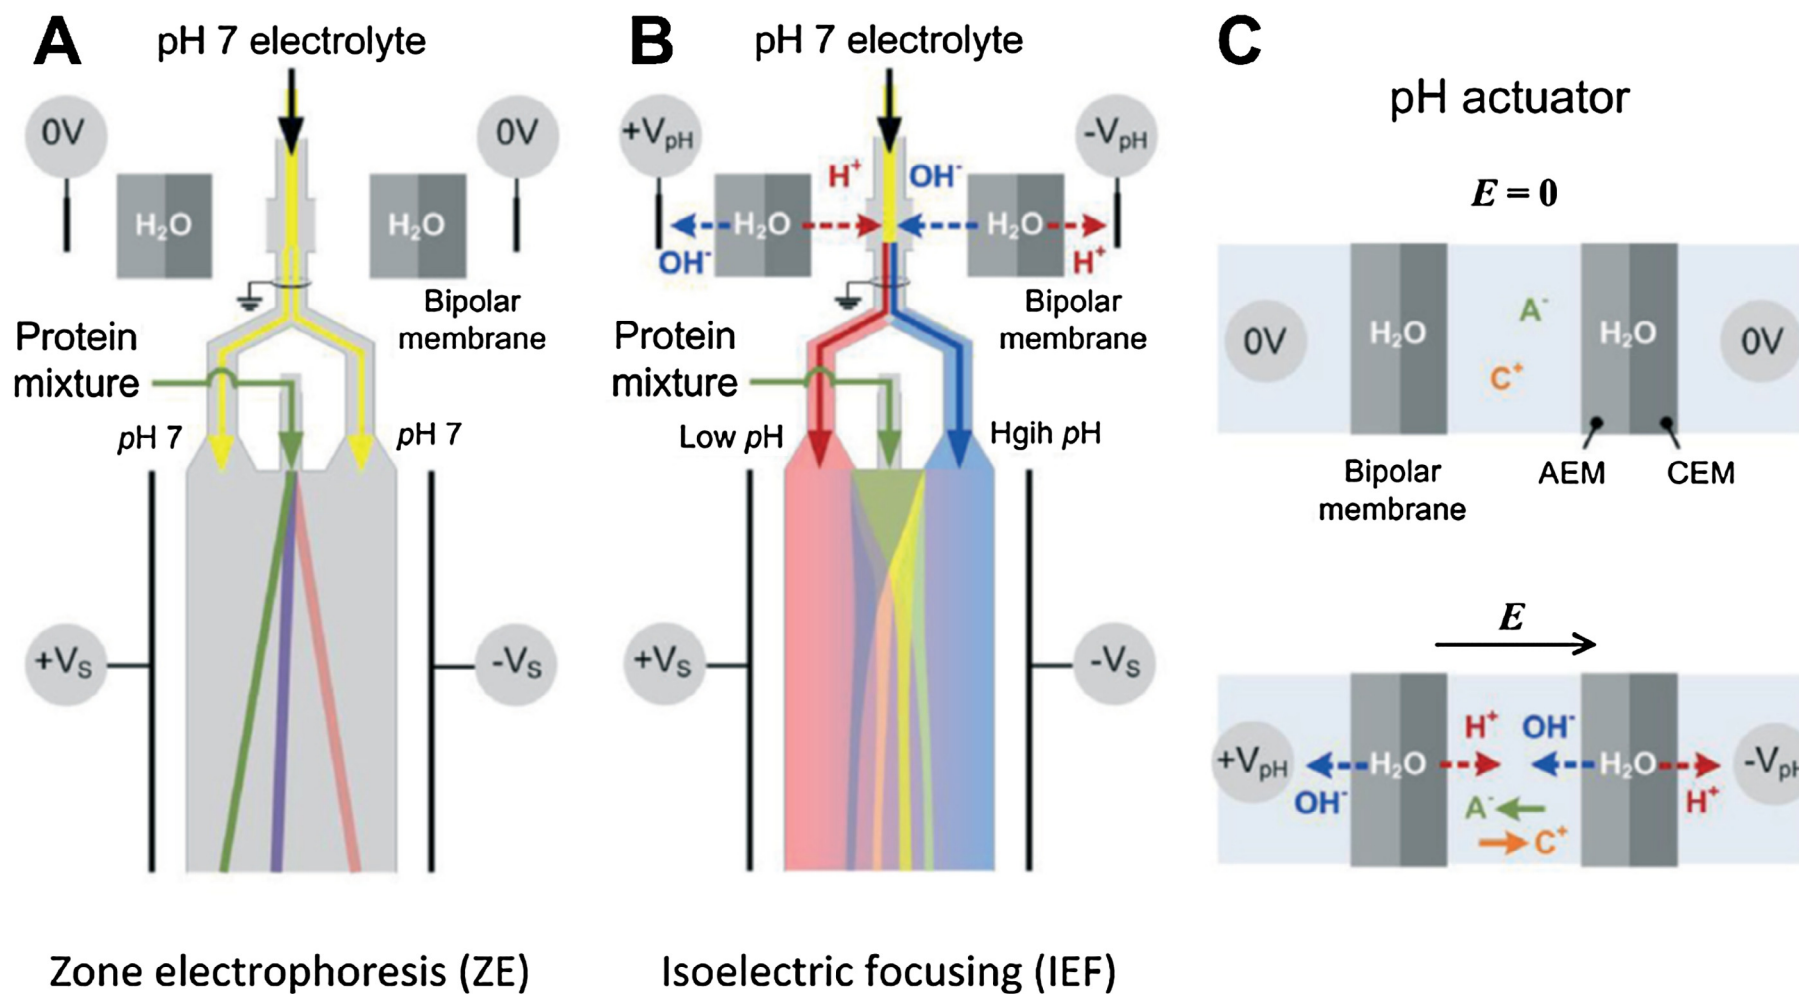 A
pH 7 electrolyte
0V
0V
H₂O
H₂O
Bipolar
membrane
Protein
mixture
pH 7
pH 7
+VS
-VS
Zone electrophoresis (ZE)
B
pH 7 electrolyte
+VpH
-VpH
H⁺
OH⁻
H₂O
H₂O
OH⁻
H⁺
Bipolar
membrane
Protein
mixture
Low pH
Hgih pH
+VS
-VS
Isoelectric focusing (IEF)
C
pH actuator
E = 0
0V
H₂O
A⁻
C⁺
H₂O
0V
Bipolar
membrane
AEM
CEM
E
+VpH
OH⁻
H₂O
H⁺
OH⁻
A⁻
C⁺
H₂O
H⁺
-VpH